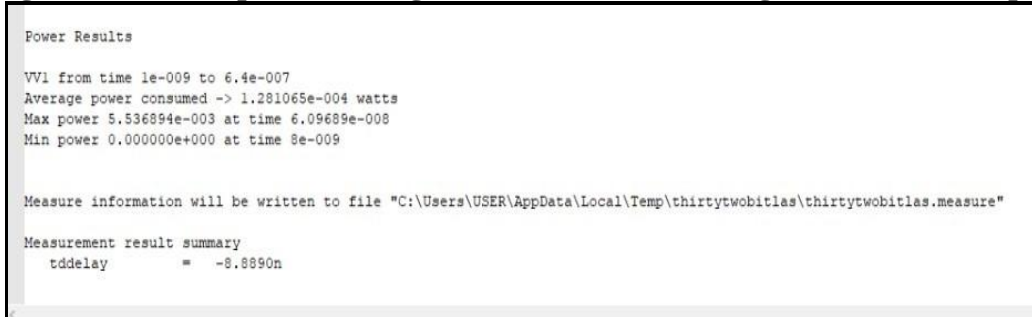 Power Results
VV1 from time 1e-009 to 6.4e-007
Average power consumed -> 1.281065e-004 watts
Max power 5.536894e-003 at time 6.09689e-008
Min power 0.000000e+000 at time 8e-009
Measure information will be written to file "C:\Users\USER\AppData\Local\Temp\thirtytwobitlas\thirtytwobitlas.measure"
Measurement result summary
tddelay = -8.8890n